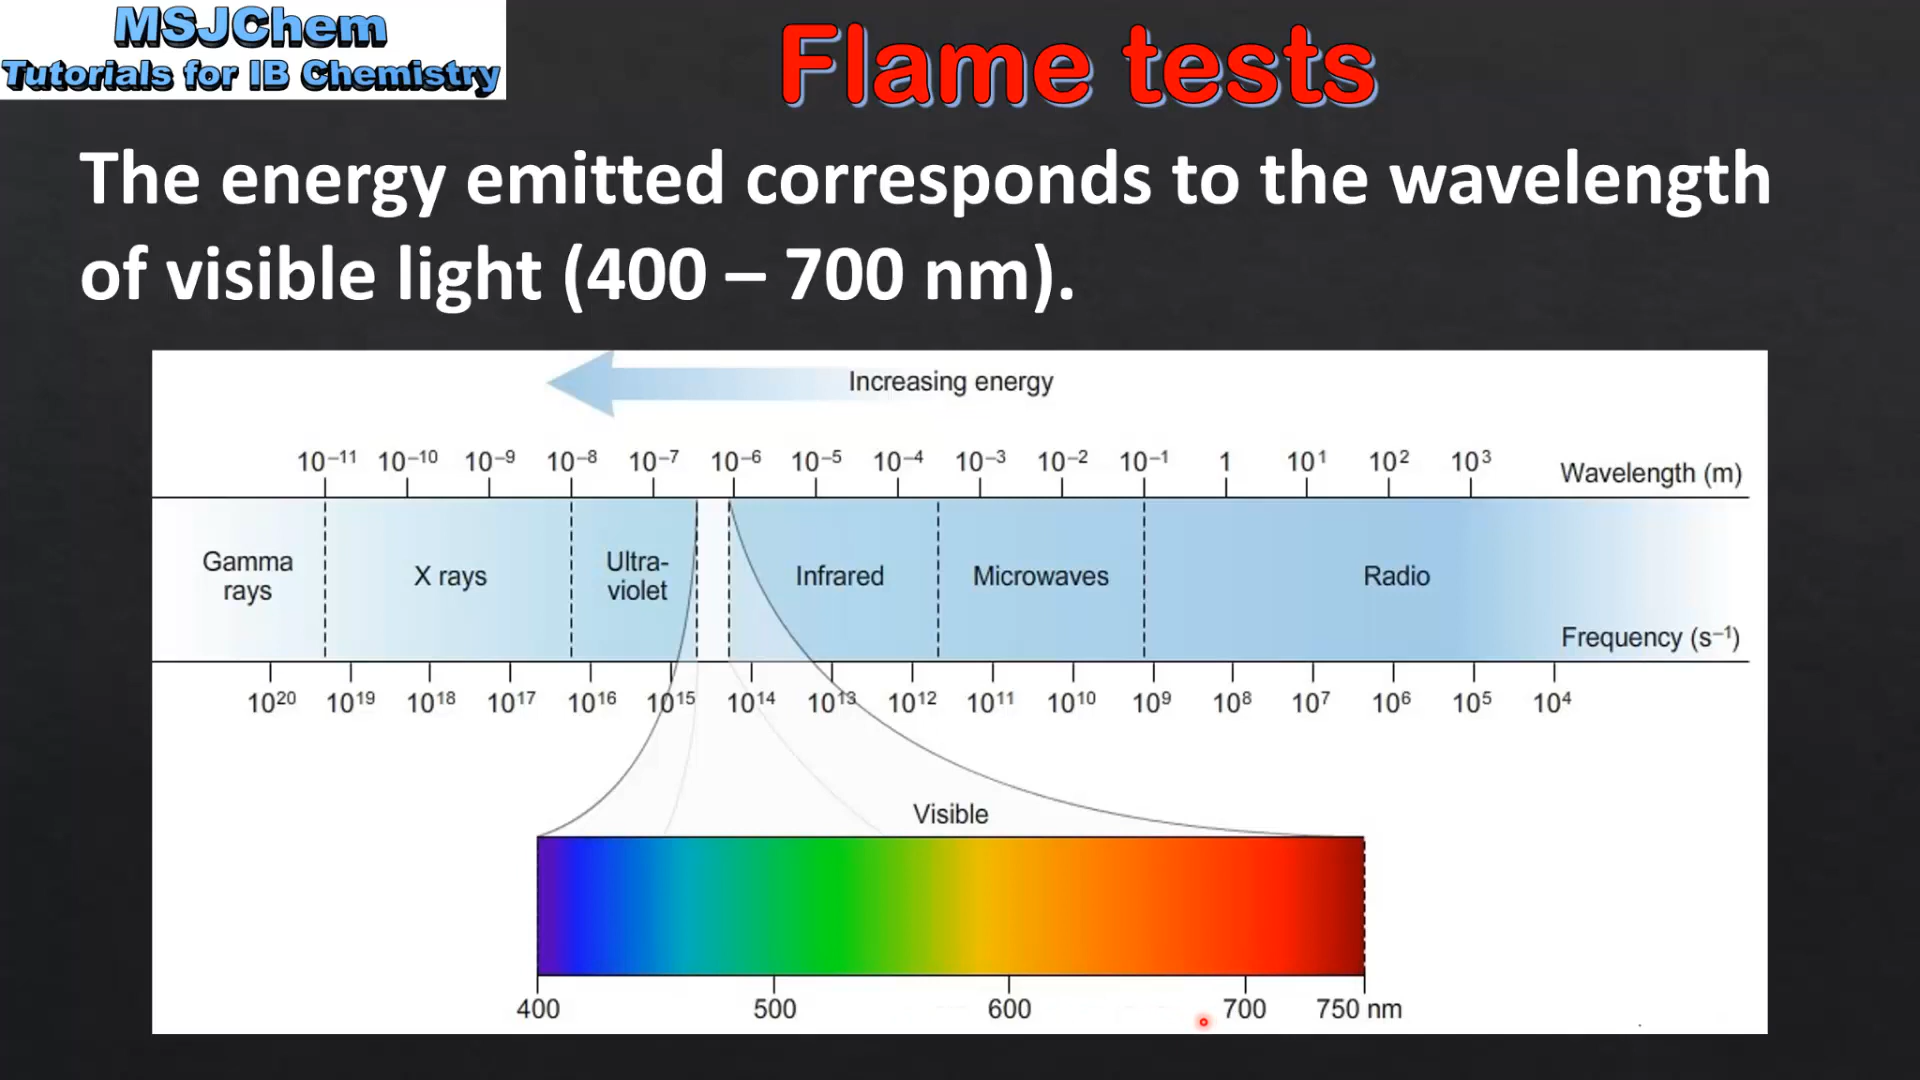 MSJChem
Tutorials for IB Chemistry
Flame tests
The energy emitted corresponds to the wavelength
of visible light (400 – 700 nm).
Increasing energy
10⁻¹¹ 10⁻¹⁰ 10⁻⁹ 10⁻⁸ 10⁻⁷ 10⁻⁶ 10⁻⁵ 10⁻⁴ 10⁻³ 10⁻² 10⁻¹ 1 10¹ 10² 10³ Wavelength (m)
Gamma
rays
X rays
Ultra-
violet
Infrared
Microwaves
Radio
Frequency (s⁻¹)
10²⁰ 10¹⁹ 10¹⁸ 10¹⁷ 10¹⁶ 10¹⁵ 10¹⁴ 10¹³ 10¹² 10¹¹ 10¹⁰ 10⁹ 10⁸ 10⁷ 10⁶ 10⁵ 10⁴
Visible
400 500 600 700 750 nm